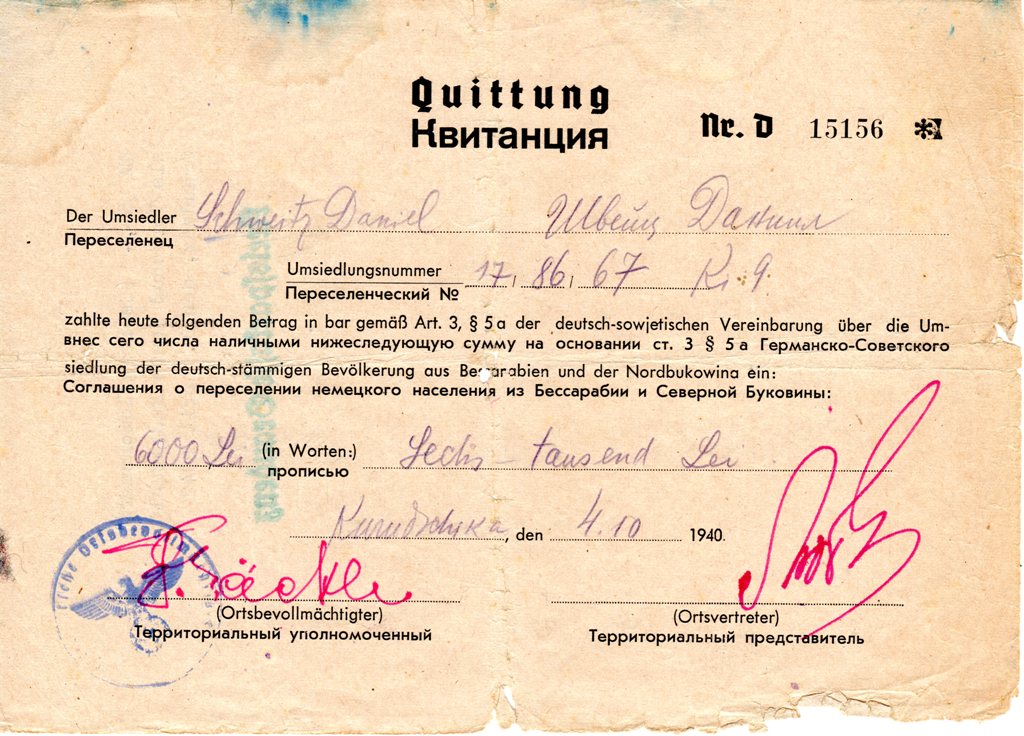 Quittung
Квитанция
Nr. D 15156
Der Umsiedler Schweitz Daniel Швейц Даниил
Переселенец
Umsiedlungsnummer 17, 86, 67 K. 9.
Переселенческий №
zahlte heute folgenden Betrag in bar gemäß Art. 3, § 5a der deutsch-sowjetischen Vereinbarung über die Um-
внес сего числа наличными нижеследующую сумму на основании ст. 3 § 5а Германско-Советского
siedlung der deutsch-stämmigen Bevölkerung aus Bessarabien und der Nordbukowina ein:
Соглашения о переселении немецкого населения из Бессарабии и Северной Буковины:
6000 Lei (in Worten:) Sechs-tausend Lei
прописью
, den 4.10 1940.
(Ortsbevollmächtigter) (Ortsvertreter)
Территориальный уполномоченный Территориальный представитель